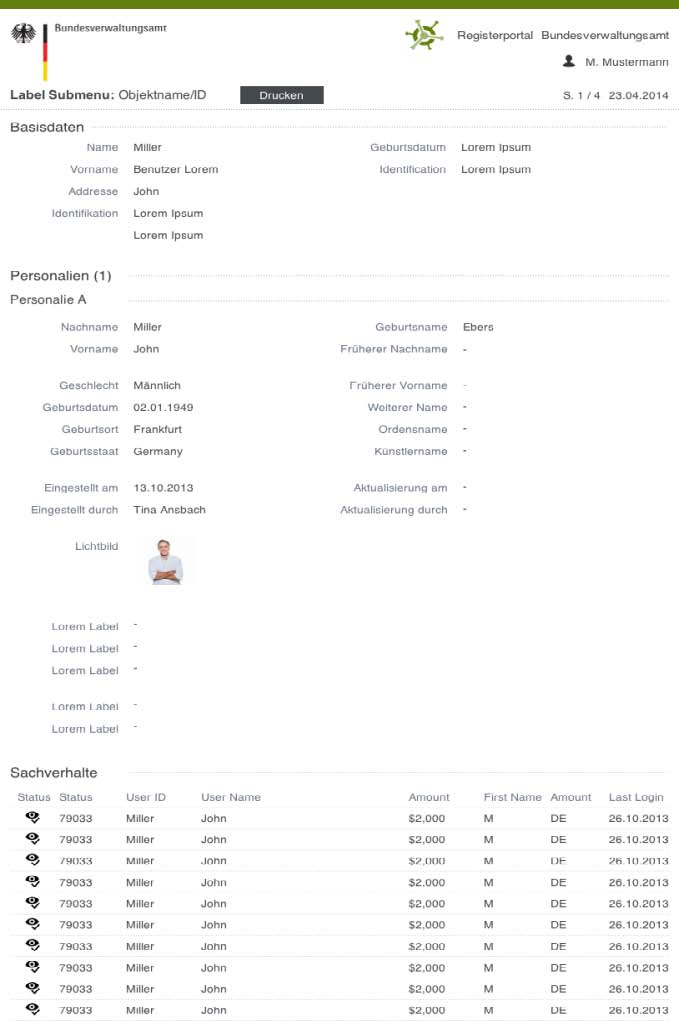 Bundesverwaltungsamt
Registerportal Bundesverwaltungsamt
M. Mustermann
Label Submenu; Objektname/ID Drucken S. 1 / 4 23.04.2014
Basisdaten
Name Miller Geburtsdatum Lorem Ipsum
Vorname Benutzer Lorem Identification Lorem Ipsum
Addresse John
Identifikation Lorem Ipsum
Lorem Ipsum
Personalien (1)
Personalie A
Nachname Miller Geburtsname Ebers
Vorname John Früherer Nachname -
Geschlecht Männlich Früherer Vorname -
Geburtsdatum 02.01.1949 Weiterer Name -
Geburtsort Frankfurt Ordensname -
Geburtsstaat Germany Künstlername -
Eingestellt am 13.10.2013 Aktualisierung am -
Eingestellt durch Tina Ansbach Aktualisierung durch -
Lichtbild
Lorem Label -
Lorem Label -
Lorem Label -
Lorem Label -
Lorem Label -
Sachverhalte
Status Status User ID User Name Amount First Name Amount Last Login
79033 Miller John $2,000 M DE 26.10.2013
79033 Miller John $2,000 M DE 26.10.2013
79033 Miller John $2,000 M DE 26.10.2013
79033 Miller John $2,000 M DE 26.10.2013
79033 Miller John $2,000 M DE 26.10.2013
79033 Miller John $2,000 M DE 26.10.2013
79033 Miller John $2,000 M DE 26.10.2013
79033 Miller John $2,000 M DE 26.10.2013
79033 Miller John $2,000 M DE 26.10.2013
79033 Miller John $2,000 M DE 26.10.2013